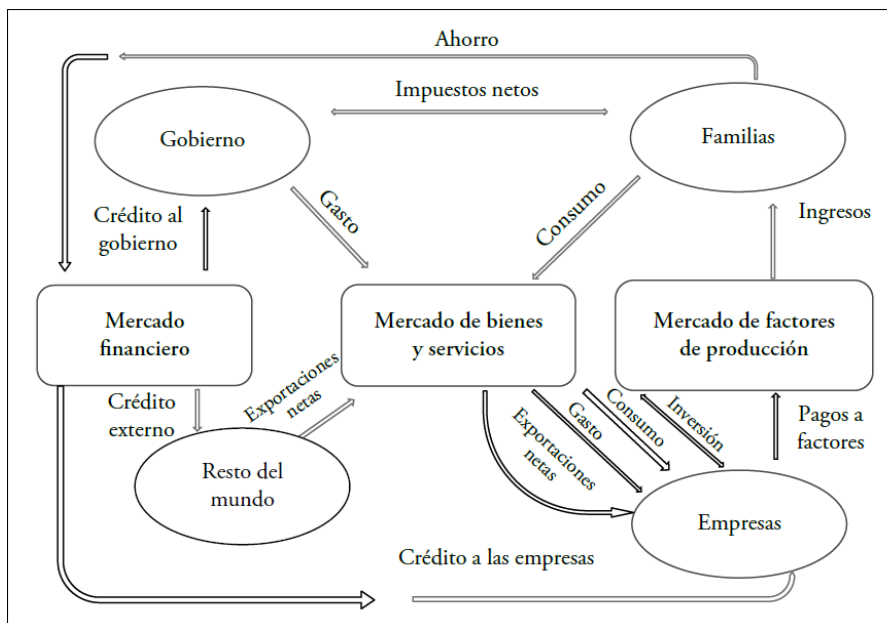 Ahorro
Impuestos netos
Gobierno
Familias
Gasto
Consumo
Crédito al
gobierno
Ingresos
Mercado
financiero
Mercado de bienes
y servicios
Mercado de factores
de producción
Crédito
externo
Exportaciones
netas
Exportaciones
netas
Gasto
Consumo
Inversión
Pagos a
factores
Resto del
mundo
Empresas
Crédito a las empresas